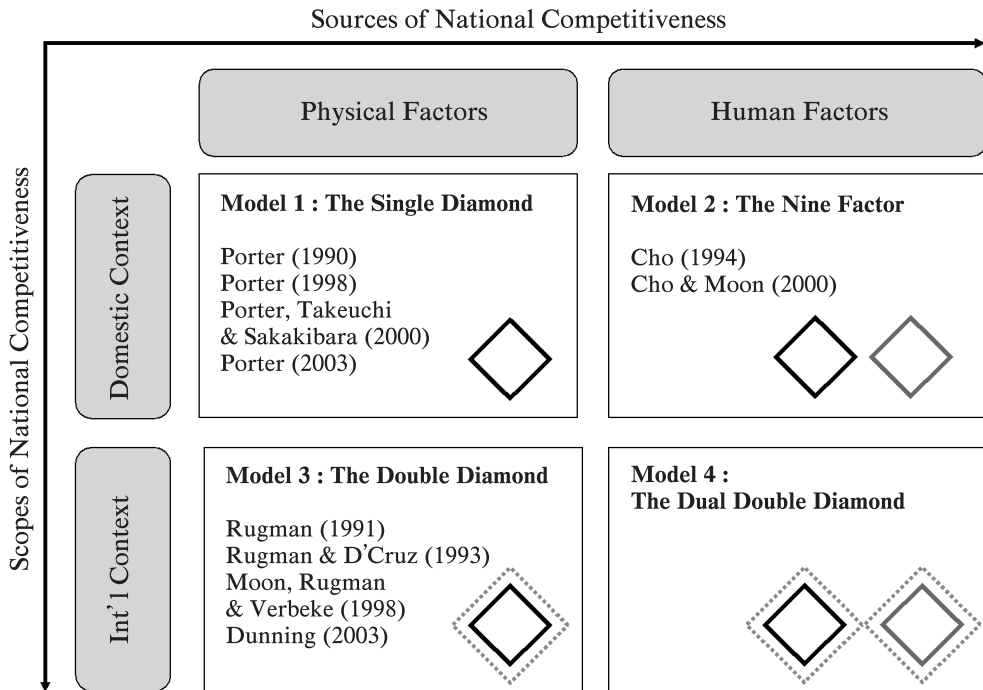 Sources of National Competitiveness
Physical Factors
Human Factors
Scopes of National Competitiveness
Domestic Context
Model 1 : The Single Diamond
Porter (1990)
Porter (1998)
Porter, Takeuchi
& Sakakibara (2000)
Porter (2003)
Model 2 : The Nine Factor
Cho (1994)
Cho & Moon (2000)
Int'l Context
Model 3 : The Double Diamond
Rugman (1991)
Rugman & D'Cruz (1993)
Moon, Rugman
& Verbeke (1998)
Dunning (2003)
Model 4 :
The Dual Double Diamond